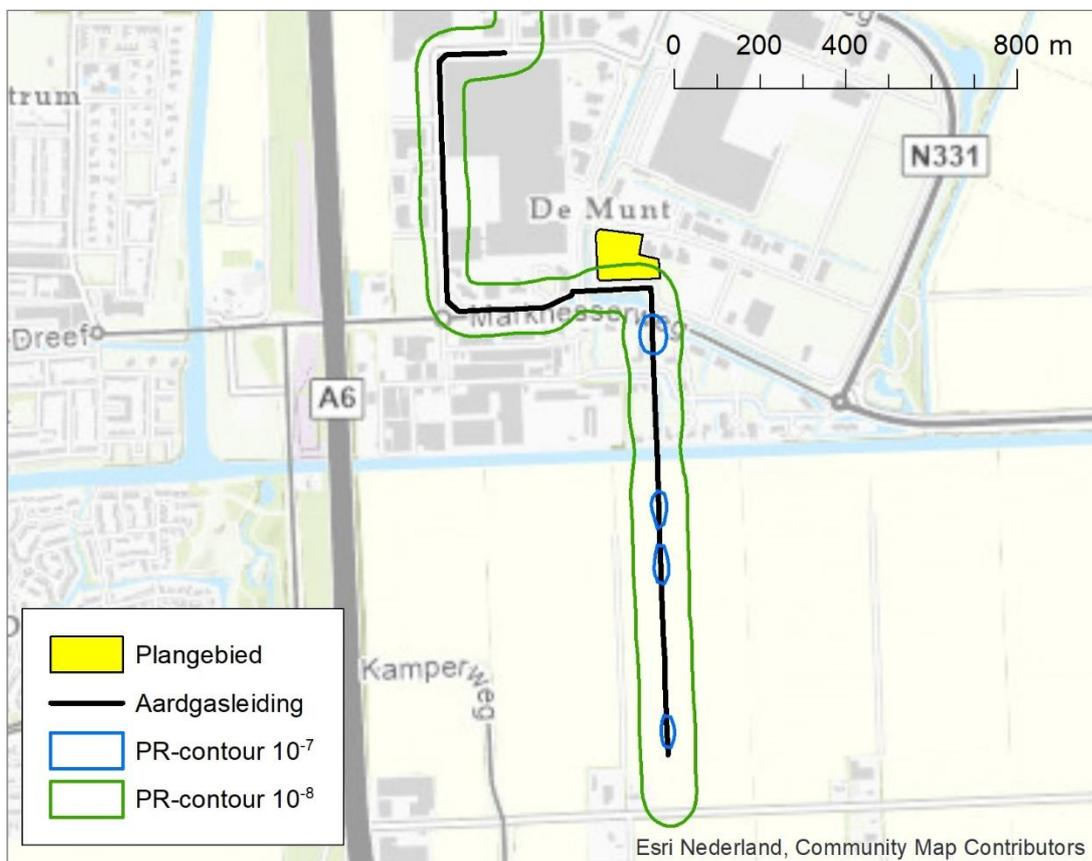 eg
0 200 400 800 m
trum
N331
De Munt
Dreef
Marknesserweg
A6
Kamperweg
Plangebied
Aardgasleiding
PR-contour 10⁻⁷
PR-contour 10⁻⁸
Esri Nederland, Community Map Contributors